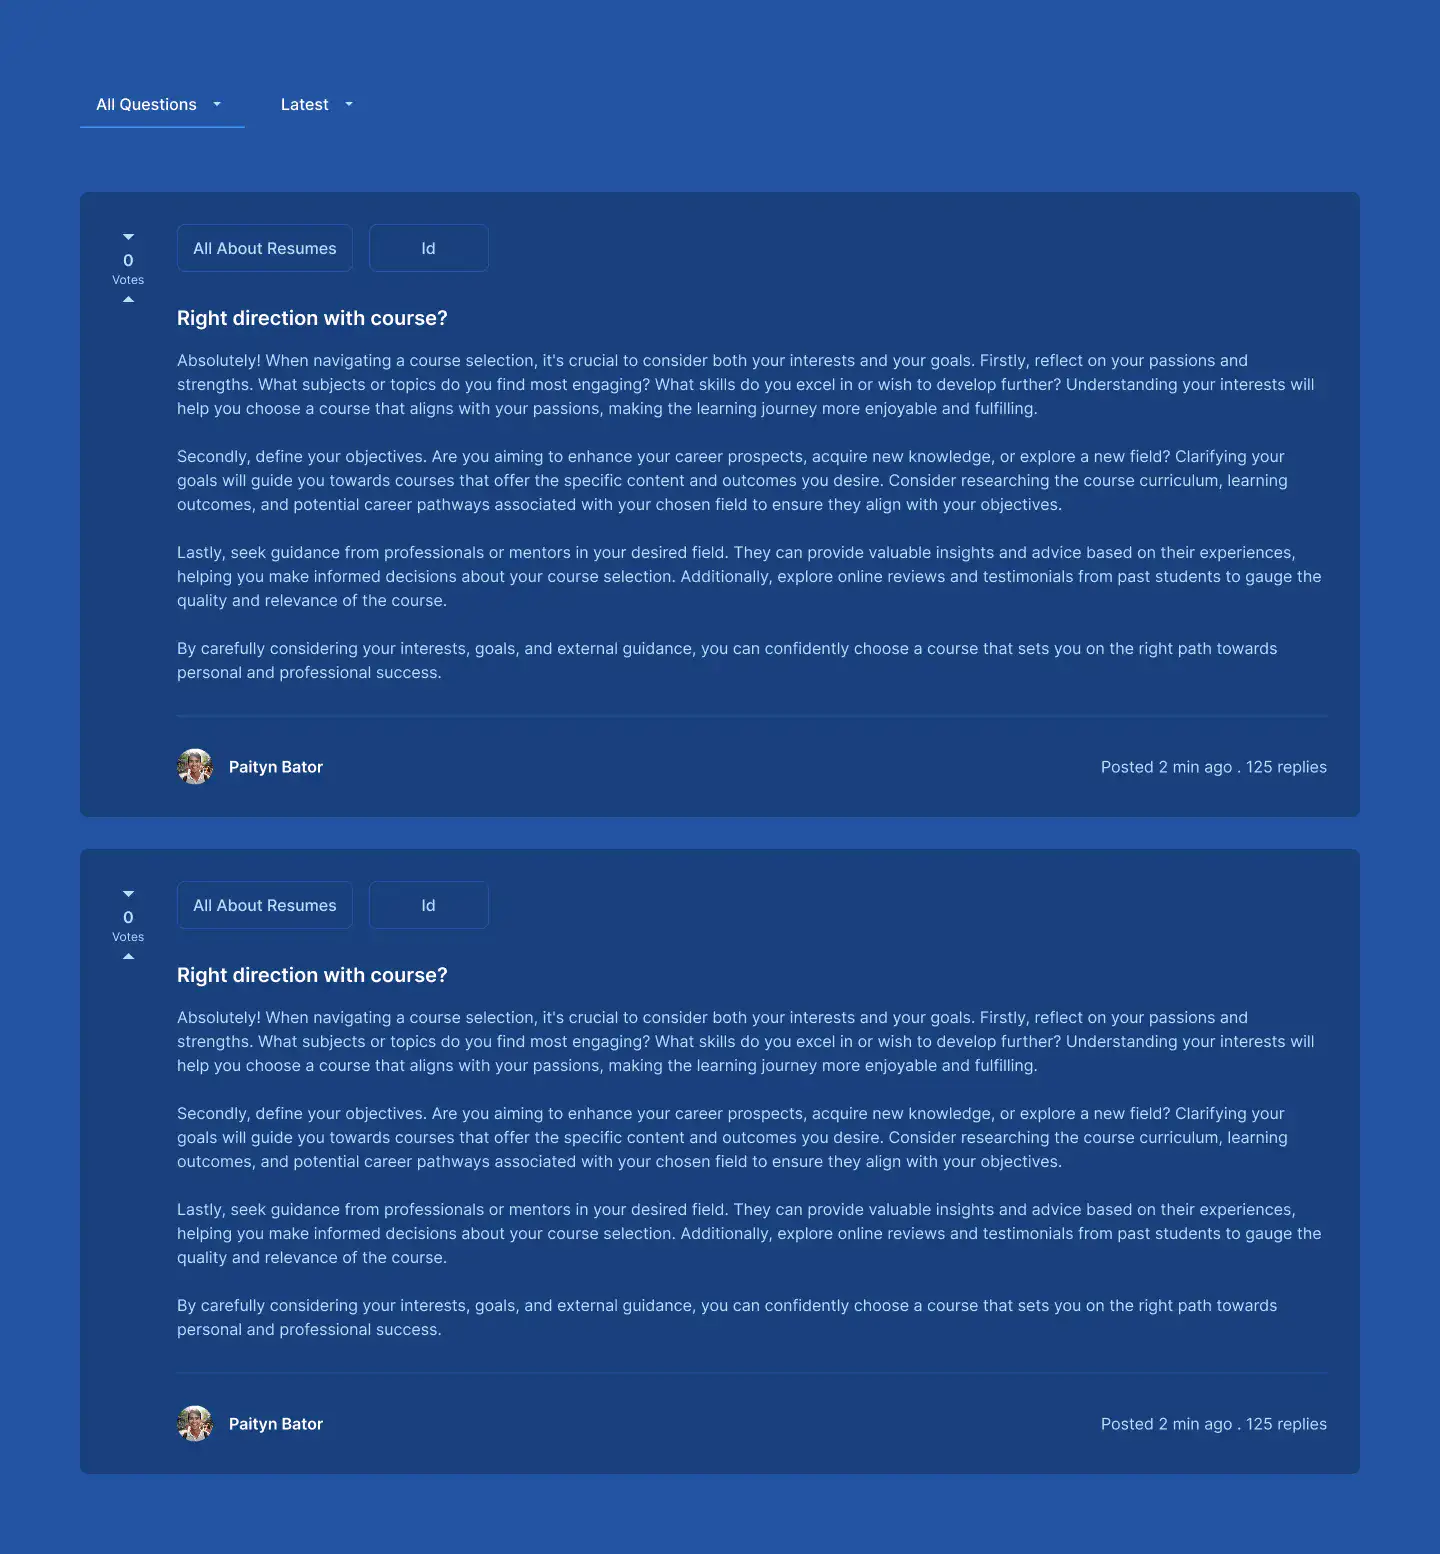 All Questions
Latest
All About Resumes
Id
0
Votes
Right direction with course?
Absolutely! When navigating a course selection, it's crucial to consider both your interests and your goals. Firstly, reflect on your passions and
strengths. What subjects or topics do you find most engaging? What skills do you excel in or wish to develop further? Understanding your interests will
help you choose a course that aligns with your passions, making the learning journey more enjoyable and fulfilling.
Secondly, define your objectives. Are you aiming to enhance your career prospects, acquire new knowledge, or explore a new field? Clarifying your
goals will guide you towards courses that offer the specific content and outcomes you desire. Consider researching the course curriculum, learning
outcomes, and potential career pathways associated with your chosen field to ensure they align with your objectives.
Lastly, seek guidance from professionals or mentors in your desired field. They can provide valuable insights and advice based on their experiences,
helping you make informed decisions about your course selection. Additionally, explore online reviews and testimonials from past students to gauge the
quality and relevance of the course.
By carefully considering your interests, goals, and external guidance, you can confidently choose a course that sets you on the right path towards
personal and professional success.
Paityn Bator
Posted 2 min ago . 125 replies
All About Resumes
Id
0
Votes
Right direction with course?
Absolutely! When navigating a course selection, it's crucial to consider both your interests and your goals. Firstly, reflect on your passions and
strengths. What subjects or topics do you find most engaging? What skills do you excel in or wish to develop further? Understanding your interests will
help you choose a course that aligns with your passions, making the learning journey more enjoyable and fulfilling.
Secondly, define your objectives. Are you aiming to enhance your career prospects, acquire new knowledge, or explore a new field? Clarifying your
goals will guide you towards courses that offer the specific content and outcomes you desire. Consider researching the course curriculum, learning
outcomes, and potential career pathways associated with your chosen field to ensure they align with your objectives.
Lastly, seek guidance from professionals or mentors in your desired field. They can provide valuable insights and advice based on their experiences,
helping you make informed decisions about your course selection. Additionally, explore online reviews and testimonials from past students to gauge the
quality and relevance of the course.
By carefully considering your interests, goals, and external guidance, you can confidently choose a course that sets you on the right path towards
personal and professional success.
Paityn Bator
Posted 2 min ago . 125 replies